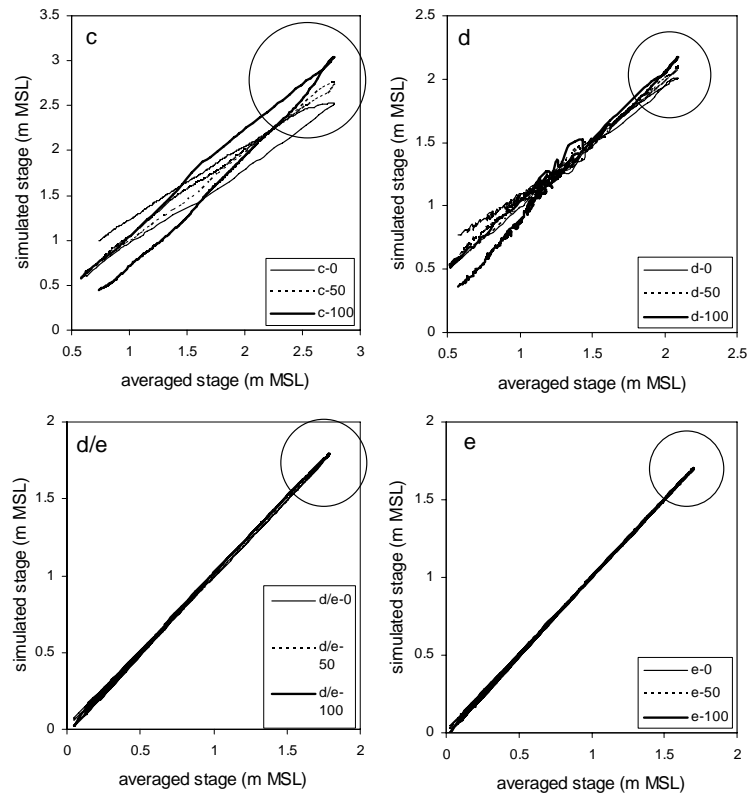 c
simulated stage (m MSL)
3.5
3
2.5
2
1.5
1
0.5
0
0.5 1 1.5 2 2.5 3
averaged stage (m MSL)
c-0
c-50
c-100
d
simulated stage (m MSL)
2.5
2
1.5
1
0.5
0
0.5 1 1.5 2 2.5
averaged stage (m MSL)
d-0
d-50
d-100
d/e
simulated stage (m MSL)
2
1.5
1
0.5
0
0 0.5 1 1.5 2
averaged stage (m MSL)
d/e-0
d/e-
50
d/e-
100
e
simulated stage (m MSL)
2
1.5
1
0.5
0
0 0.5 1 1.5 2
averaged stage (m MSL)
e-0
e-50
e-100